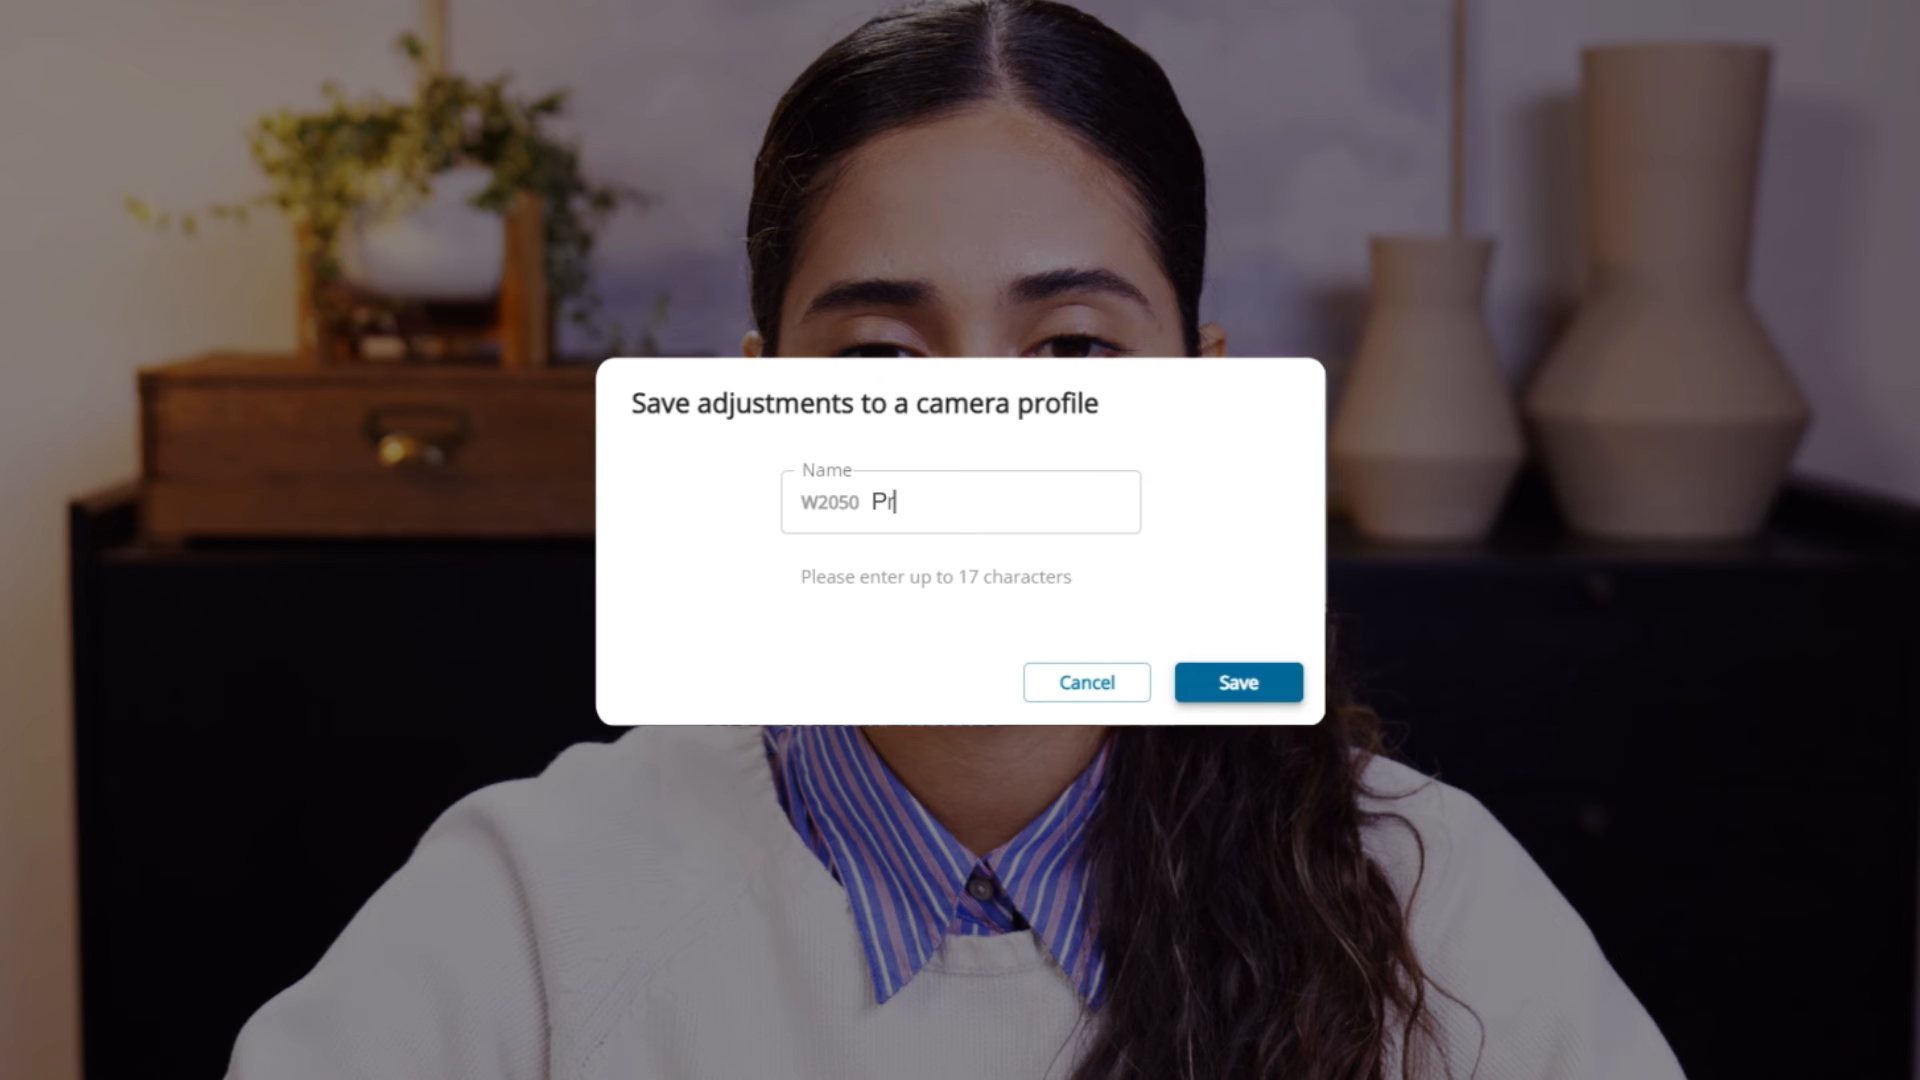 Save adjustments to a camera profile
Name
W2050 Pr
Please enter up to 17 characters
Cancel
Save